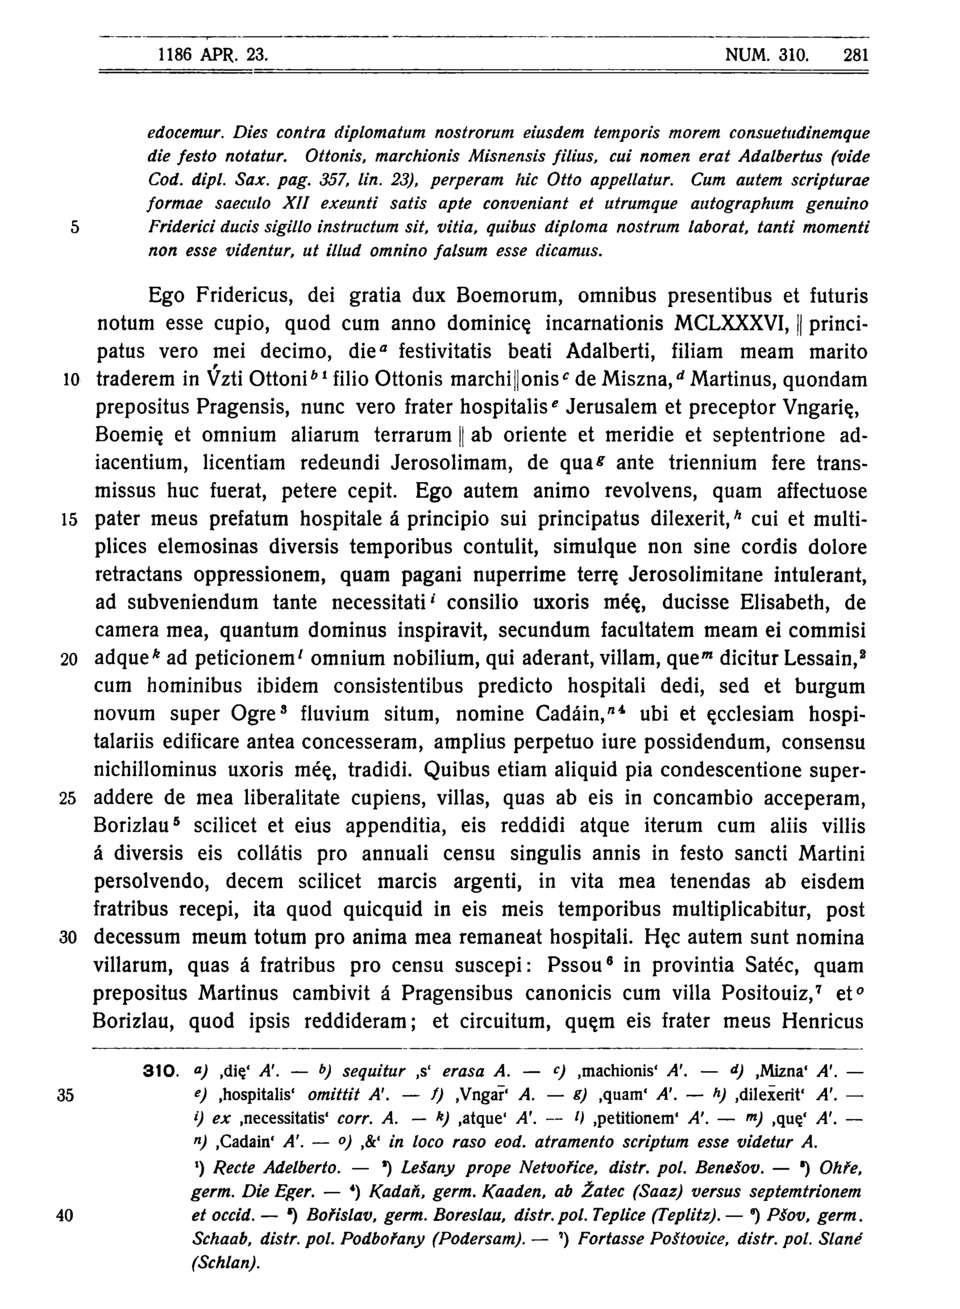 1186 APR. 23. NUM. 310. 281
edocemur. Dies contra diplomatum nostrorum eiusdem temporis morem consuetudinemque
die festo notatur. Ottonis, marchionis Misnensis filius, cui nomen erat Adalbertus (vide
Cod. dipl. Sax. pag. 357, lin. 23), perperam hic Otto appellatur. Cum autem scripturae
formae saeculo XII exeunti satis apte conveniant et utrumque autographum genuino
5 Friderici ducis sigillo instructum sit, vitia, quibus diploma nostrum laborat, tanti momenti
non esse videntur, ut illud omnino falsum esse dicamus.
Ego Fridericus, dei gratia dux Boemorum, omnibus presentibus et futuris
notum esse cupio, quod cum anno dominicę incarnationis MCLXXXVI, || princi-
patus vero mei decimo, die a festivitatis beati Adalberti, filiam meam marito
10 traderem in V́zti Ottoni b 1 filio Ottonis marchi||onis c de Miszna, d Martinus, quondam
prepositus Pragensis, nunc vero frater hospitalis e Jerusalem et preceptor Vngarię,
Boemię et omnium aliarum terrarum || ab oriente et meridie et septentrione ad-
iacentium, licentiam redeundi Jerosolimam, de qua g ante triennium fere trans-
missus huc fuerat, petere cepit. Ego autem animo revolvens, quam affectuose
15 pater meus prefatum hospitale á principio sui principatus dilexerit, h cui et multi-
plices elemosinas diversis temporibus contulit, simulque non sine cordis dolore
retractans oppressionem, quam pagani nuperrime terrę Jerosolimitane intulerant,
ad subveniendum tante necessitati i consilio uxoris méę, ducisse Elisabeth, de
camera mea, quantum dominus inspiravit, secundum facultatem meam ei commisi
20 adque k ad peticionem l omnium nobilium, qui aderant, villam, que m dicitur Lessain, 2
cum hominibus ibidem consistentibus predicto hospitali dedi, sed et burgum
novum super Ogre 3 fluvium situm, nomine Cadáin, n 4 ubi et ęcclesiam hospi-
talariis edificare antea concesseram, amplius perpetuo iure possidendum, consensu
nichillominus uxoris méę, tradidi. Quibus etiam aliquid pia condescentione super-
25 addere de mea liberalitate cupiens, villas, quas ab eis in concambio acceperam,
Borizlau 5 scilicet et eius appenditia, eis reddidi atque iterum cum aliis villis
á diversis eis collátis pro annuali censu singulis annis in festo sancti Martini
persolvendo, decem scilicet marcis argenti, in vita mea tenendas ab eisdem
fratribus recepi, ita quod quicquid in eis meis temporibus multiplicabitur, post
30 decessum meum totum pro anima mea remaneat hospitali. Hęc autem sunt nomina
villarum, quas á fratribus pro censu suscepi: Pssou 6 in provintia Satéc, quam
prepositus Martinus cambivit á Pragensibus canonicis cum villa Positouiz, 7 et o
Borizlau, quod ipsis reddideram; et circuitum, quęm eis frater meus Henricus
310. a) ‚dię‘ A'. — b) sequitur ‚s‘ erasa A. — c) ‚machionis‘ A'. — d) ‚Mizna‘ A'. —
35 e) ‚hospitalis‘ omittit A'. — f) ‚Vngar̄‘ A. — g) ‚quam‘ A'. — h) ‚dilexerit‘ A'. —
i) ex ‚necessitatis‘ corr. A. — k) ‚atque‘ A'. — l) ‚petitionem‘ A'. — m) ‚quę‘ A'. —
n) ‚Cadain‘ A'. — o) ‚&‘ in loco raso eod. atramento scriptum esse videtur A.
1) Recte Adelberto. — 2) Lešany prope Netvořice, distr. pol. Benešov. — 3) Ohře,
germ. Die Eger. — 4) Kadaň, germ. Kaaden, ab Žatec (Saaz) versus septemtrionem
40 et occid. — 5) Bořislav, germ. Boreslau, distr. pol. Teplice (Teplitz). — 6) Pšov, germ.
Schaab, distr. pol. Podbořany (Podersam). — 7) Fortasse Poštovice, distr. pol. Slané
(Schlan).